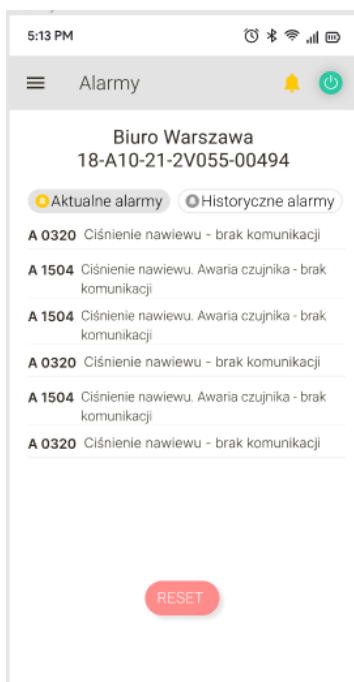 5:13 PM
Alarmy
Biuro Warszawa
18-A10-21-2V055-00494
Aktualne alarmy Historyczne alarmy
A 0320 Ciśnienie nawiewu - brak komunikacji
A 1504 Ciśnienie nawiewu. Awaria czujnika - brak
komunikacji
A 1504 Ciśnienie nawiewu. Awaria czujnika - brak
komunikacji
A 0320 Ciśnienie nawiewu - brak komunikacji
A 1504 Ciśnienie nawiewu. Awaria czujnika - brak
komunikacji
A 0320 Ciśnienie nawiewu - brak komunikacji
RESET